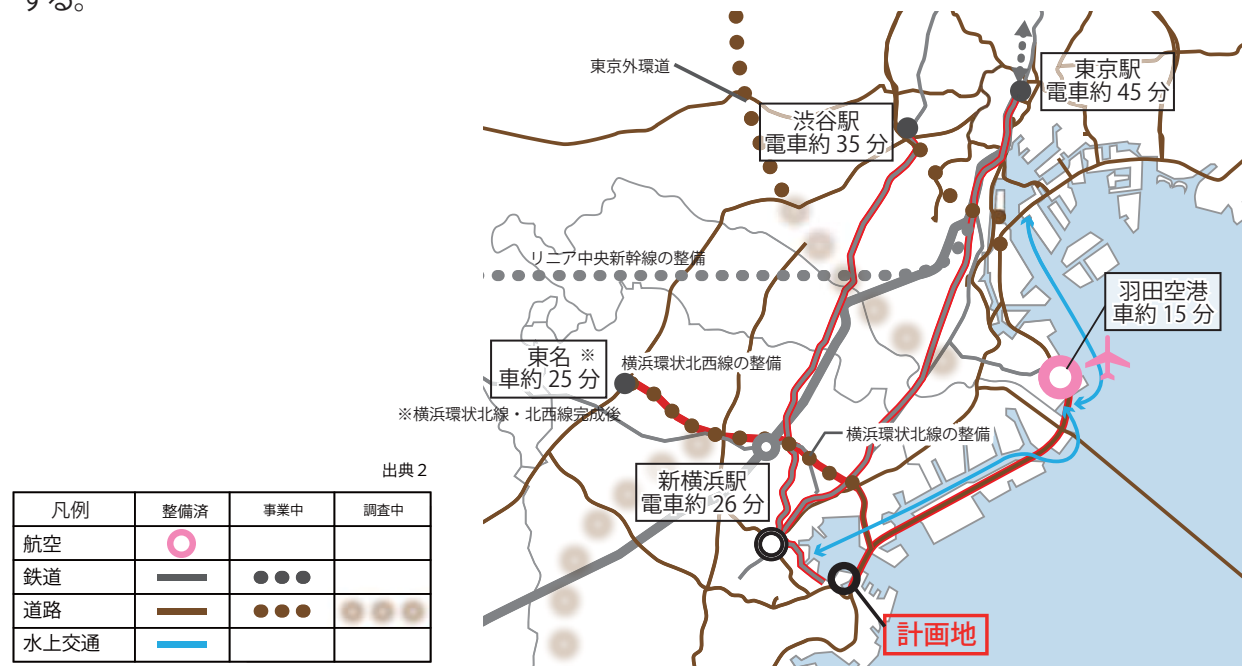 する。
東京外環道
東京駅
電車約 45 分
渋谷駅
電車約 35 分
リニア中央新幹線の整備
羽田空港
車約 15 分
東名 ※
車約 25 分
横浜環状北西線の整備
※横浜環状北線・北西線完成後
横浜環状北線の整備
新横浜駅
電車約 26 分
計画地
出典 2
凡例 整備済 事業中 調査中
航空
鉄道
道路
水上交通